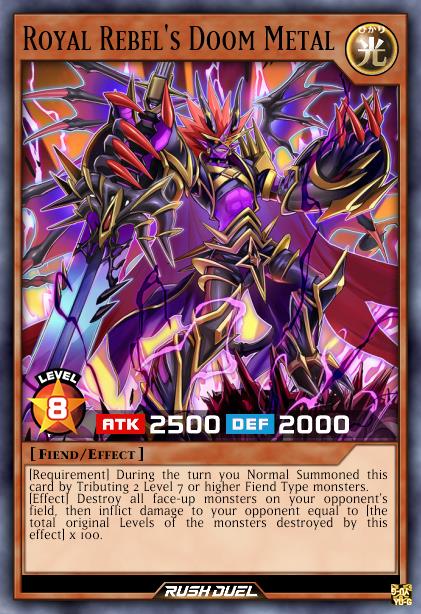 ROYAL REBEL'S DOOM METAL
ひかり
光
LEVEL
8
ATK 2500 DEF 2000
[FIEND/EFFECT]
[Requirement] During the turn you Normal Summoned this
card by Tributing 2 Level 7 or higher Fiend Type monsters.
[Effect] Destroy all face-up monsters on your opponent's
field, then inflict damage to your opponent equal to [the
total original Levels of the monsters destroyed by this
effect] x 100.
RUSH DUEL